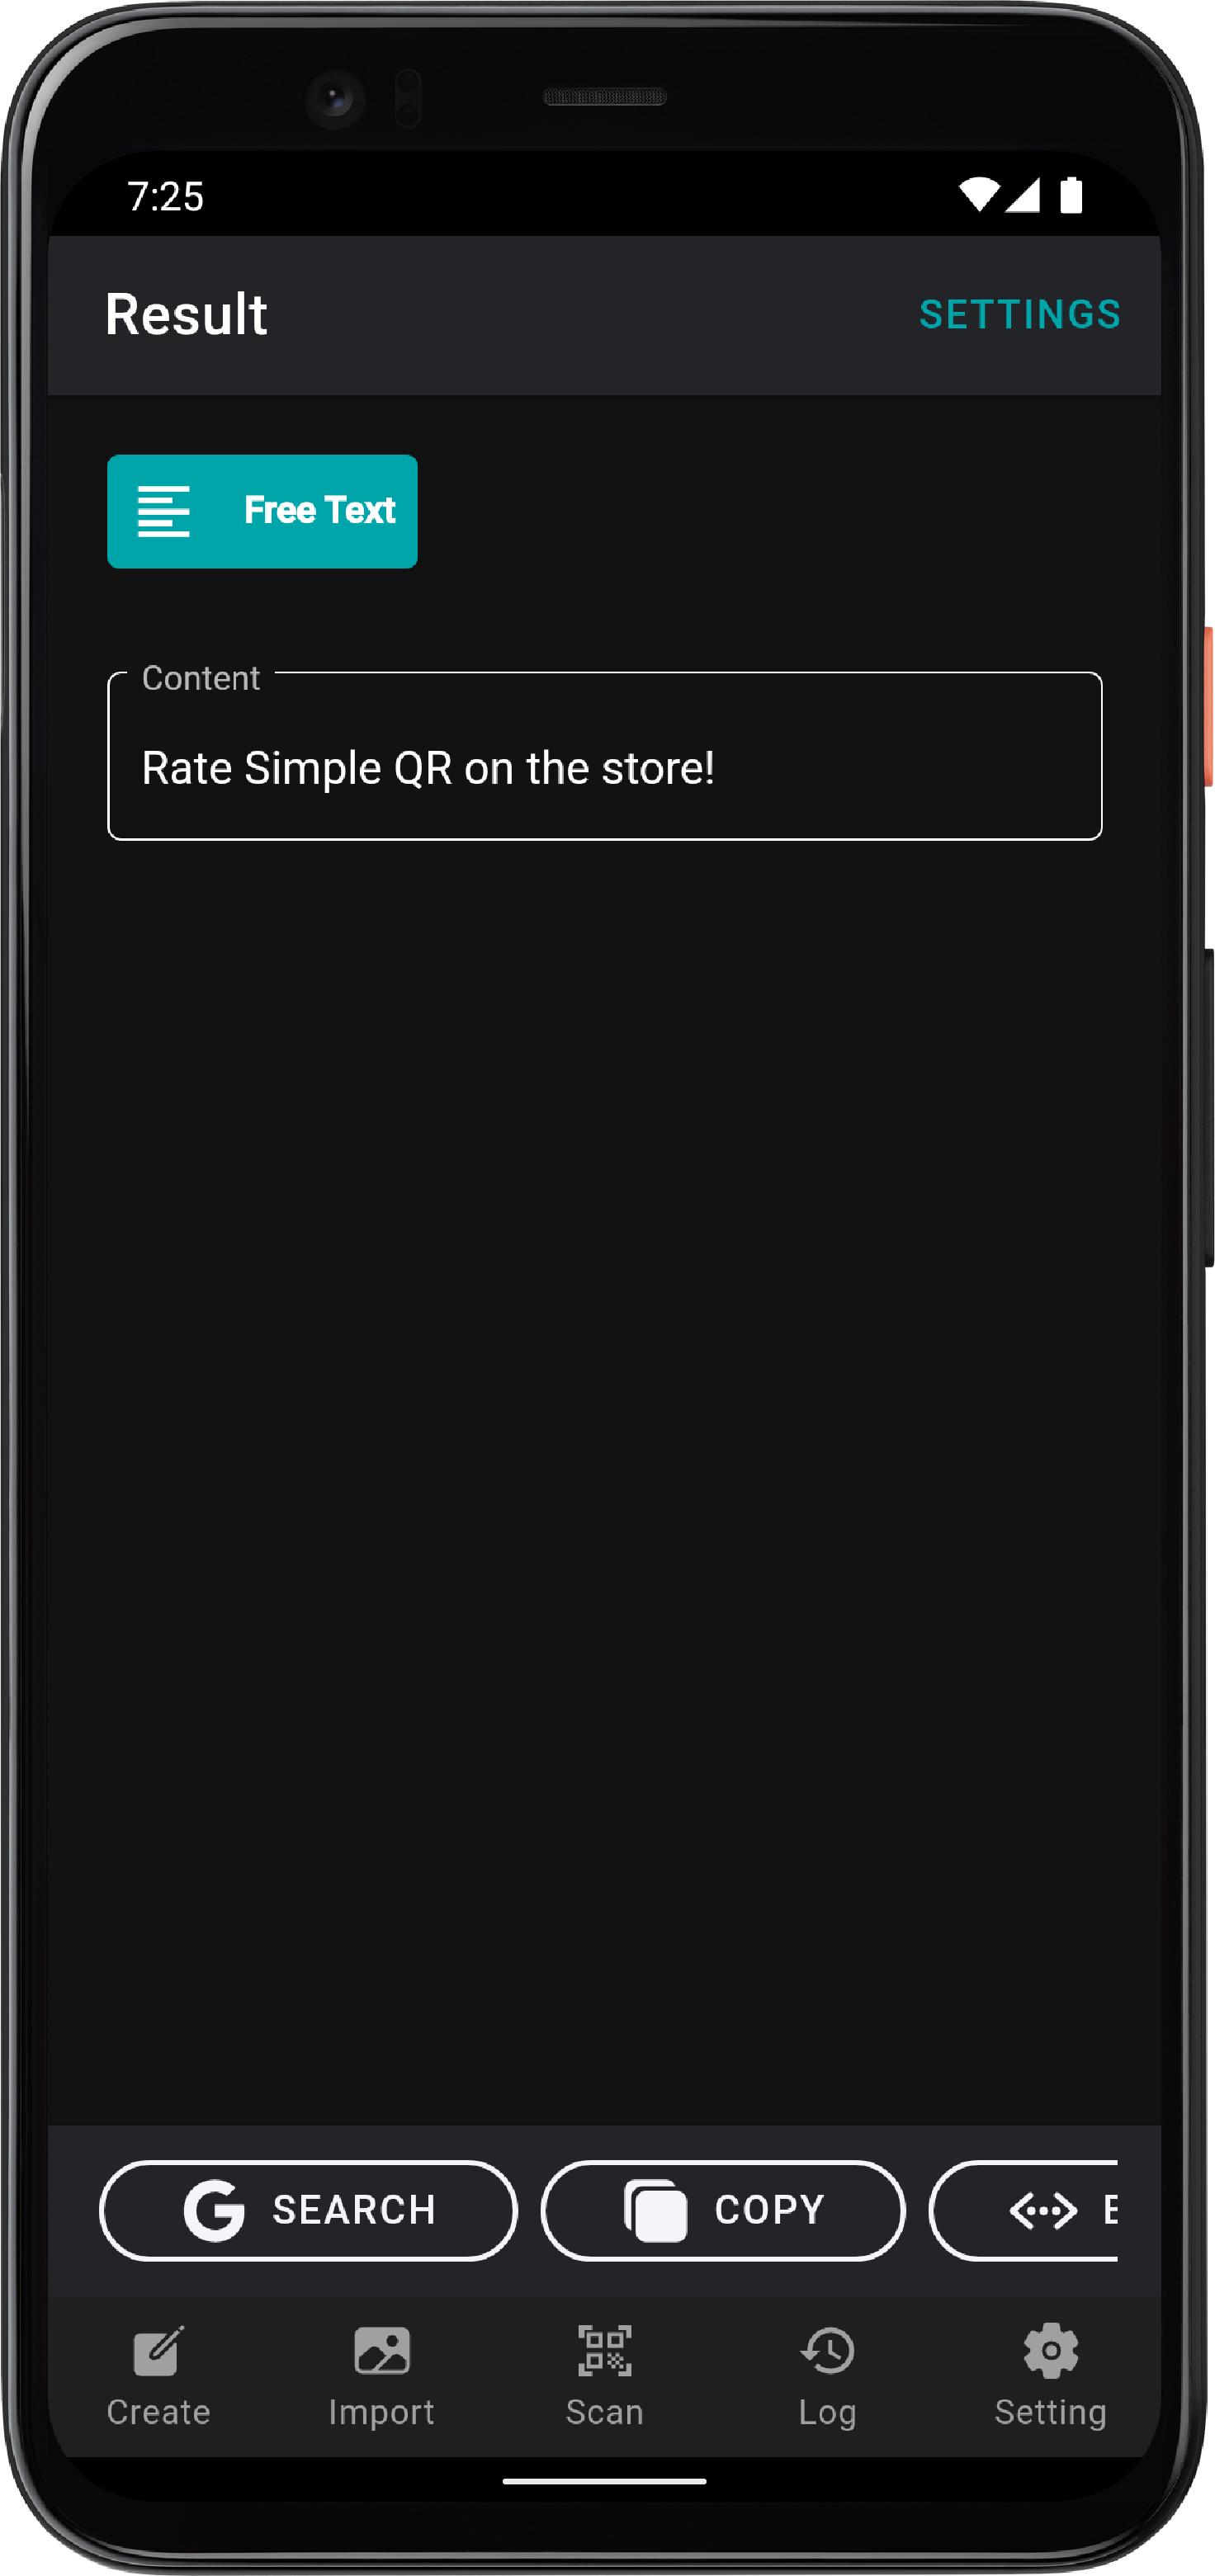 7:25
Result
SETTINGS
Free Text
Content
Rate Simple QR on the store!
SEARCH
COPY
Create
Import
Scan
Log
Setting